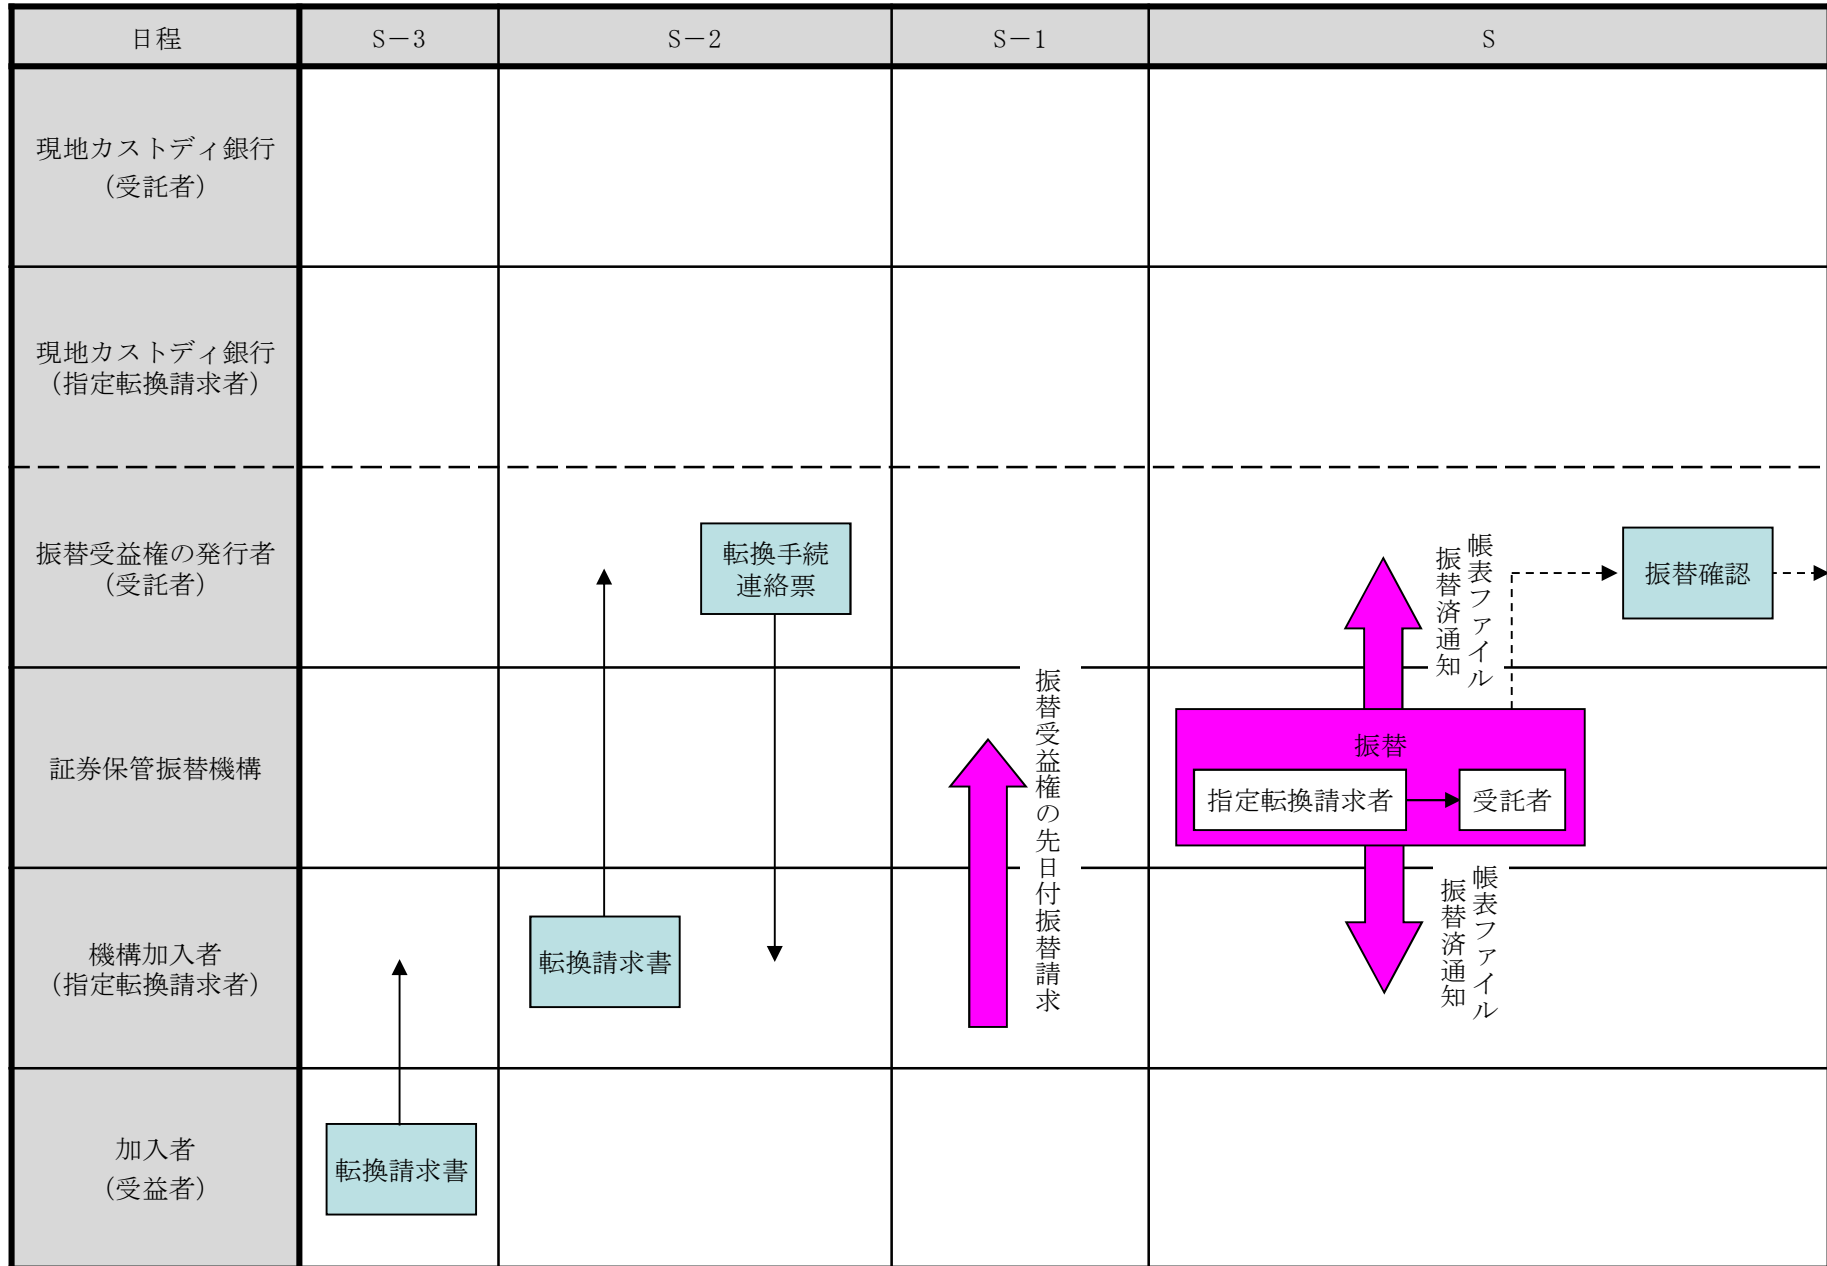 日程
S－3
S－2
S－1
S
現地カストディ銀行
（受託者）
現地カストディ銀行
（指定転換請求者）
振替受益権の発行者
（受託者）
転換手続
連絡票
帳表ファイル
振替済通知
振替確認
証券保管振替機構
振替受益権の先日付振替請求
振替
指定転換請求者
受託者
機構加入者
（指定転換請求者）
転換請求書
帳表ファイル
振替済通知
加入者
（受益者）
転換請求書